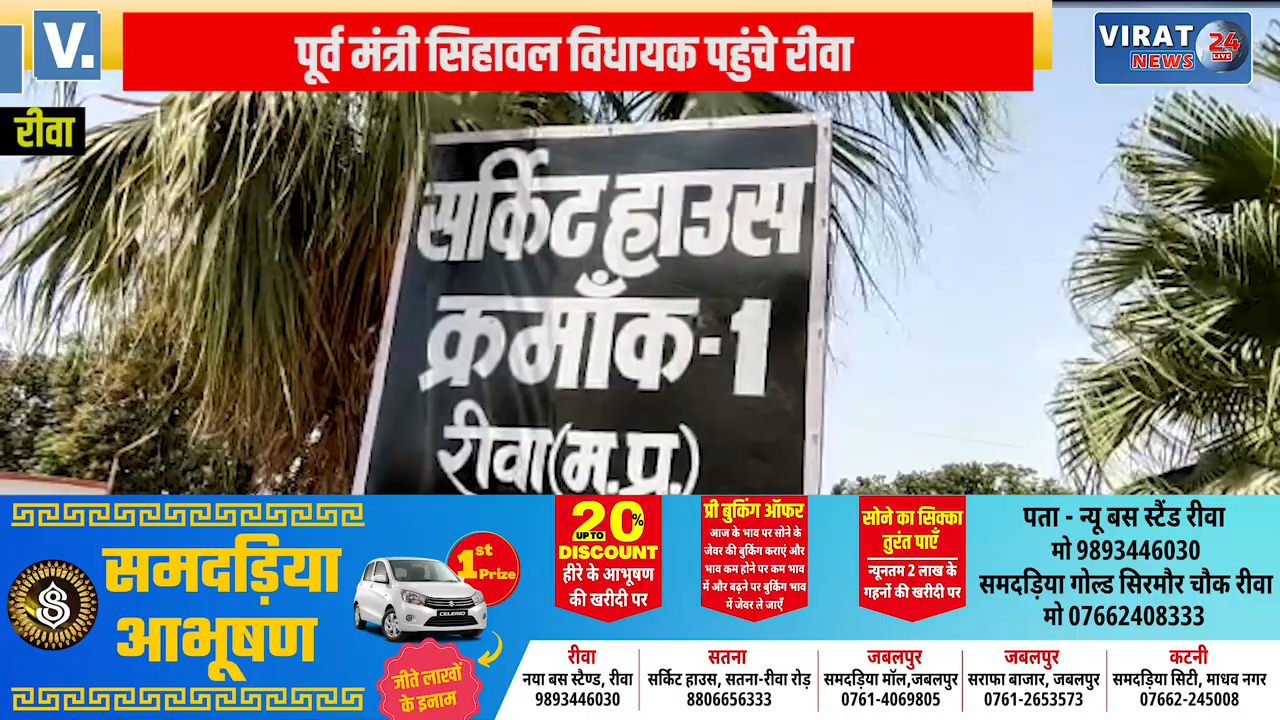 V.
पूर्व मंत्री सिहावल विधायक पहुंचे रीवा
VIRAT
NEWS
24
LIVE
रीवा
सर्किट हाउस
क्रमाँक-1
रीवा (म.प्र.)
समदड़िया
आभूषण
1st
Prize
CELERIO
जीते लाखों
के इनाम
UP TO 20%
DISCOUNT
हीरे के आभूषण
की खरीदी पर
प्री बुकिंग ऑफर
आज के भाव पर सोने के
जेवर की बुकिंग कराएं और
भाव कम होने पर कम भाव
में और बढ़ने पर बुकिंग भाव
में जेवर ले जाएँ
सोने का सिक्का
तुरंत पाएँ
न्यूनतम 2 लाख के
गहनों की खरीदी पर
पता - न्यू बस स्टैंड रीवा
मो 9893446030
समदड़िया गोल्ड सिरमौर चौक रीवा
मो 07662408333
रीवा
नया बस स्टैण्ड, रीवा
9893446030
सतना
सर्किट हाउस, सतना-रीवा रोड़
8806656333
जबलपुर
समदड़िया मॉल,जबलपुर
0761-4069805
जबलपुर
सराफा बाजार, जबलपुर
0761-2653573
कटनी
समदड़िया सिटी, माधव नगर
07662-245008